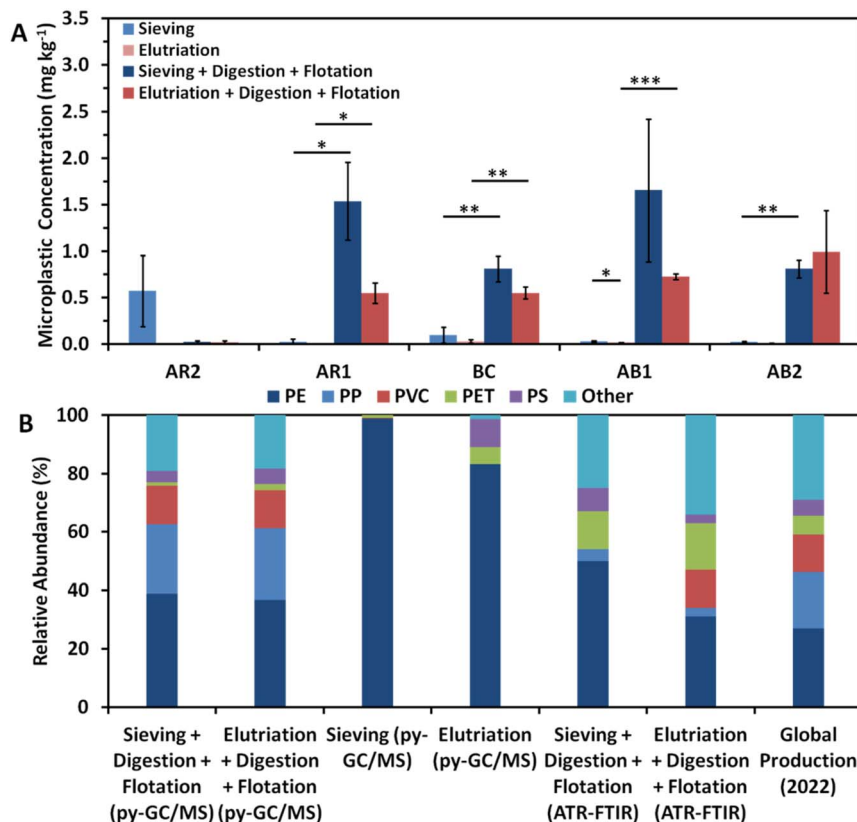 A
Microplastic Concentration (mg kg-1)
3.5
3.0
2.5
2.0
1.5
1.0
0.5
0.0
Sieving
Elutriation
Sieving + Digestion + Flotation
Elutriation + Digestion + Flotation
*
*
**
**
*
***
**
AR2 AR1 BC AB1 AB2
PE PP PVC PET PS Other
B
Relative Abundance (%)
100
80
60
40
20
0
Sieving +
Digestion +
Flotation
(py-GC/MS)
Elutriation
+ Digestion
+ Flotation
(py-GC/MS)
Sieving (py-
GC/MS)
Elutriation
(py-GC/MS)
Sieving +
Digestion +
Flotation
(ATR-FTIR)
Elutriation
+ Digestion
+ Flotation
(ATR-FTIR)
Global
Production
(2022)